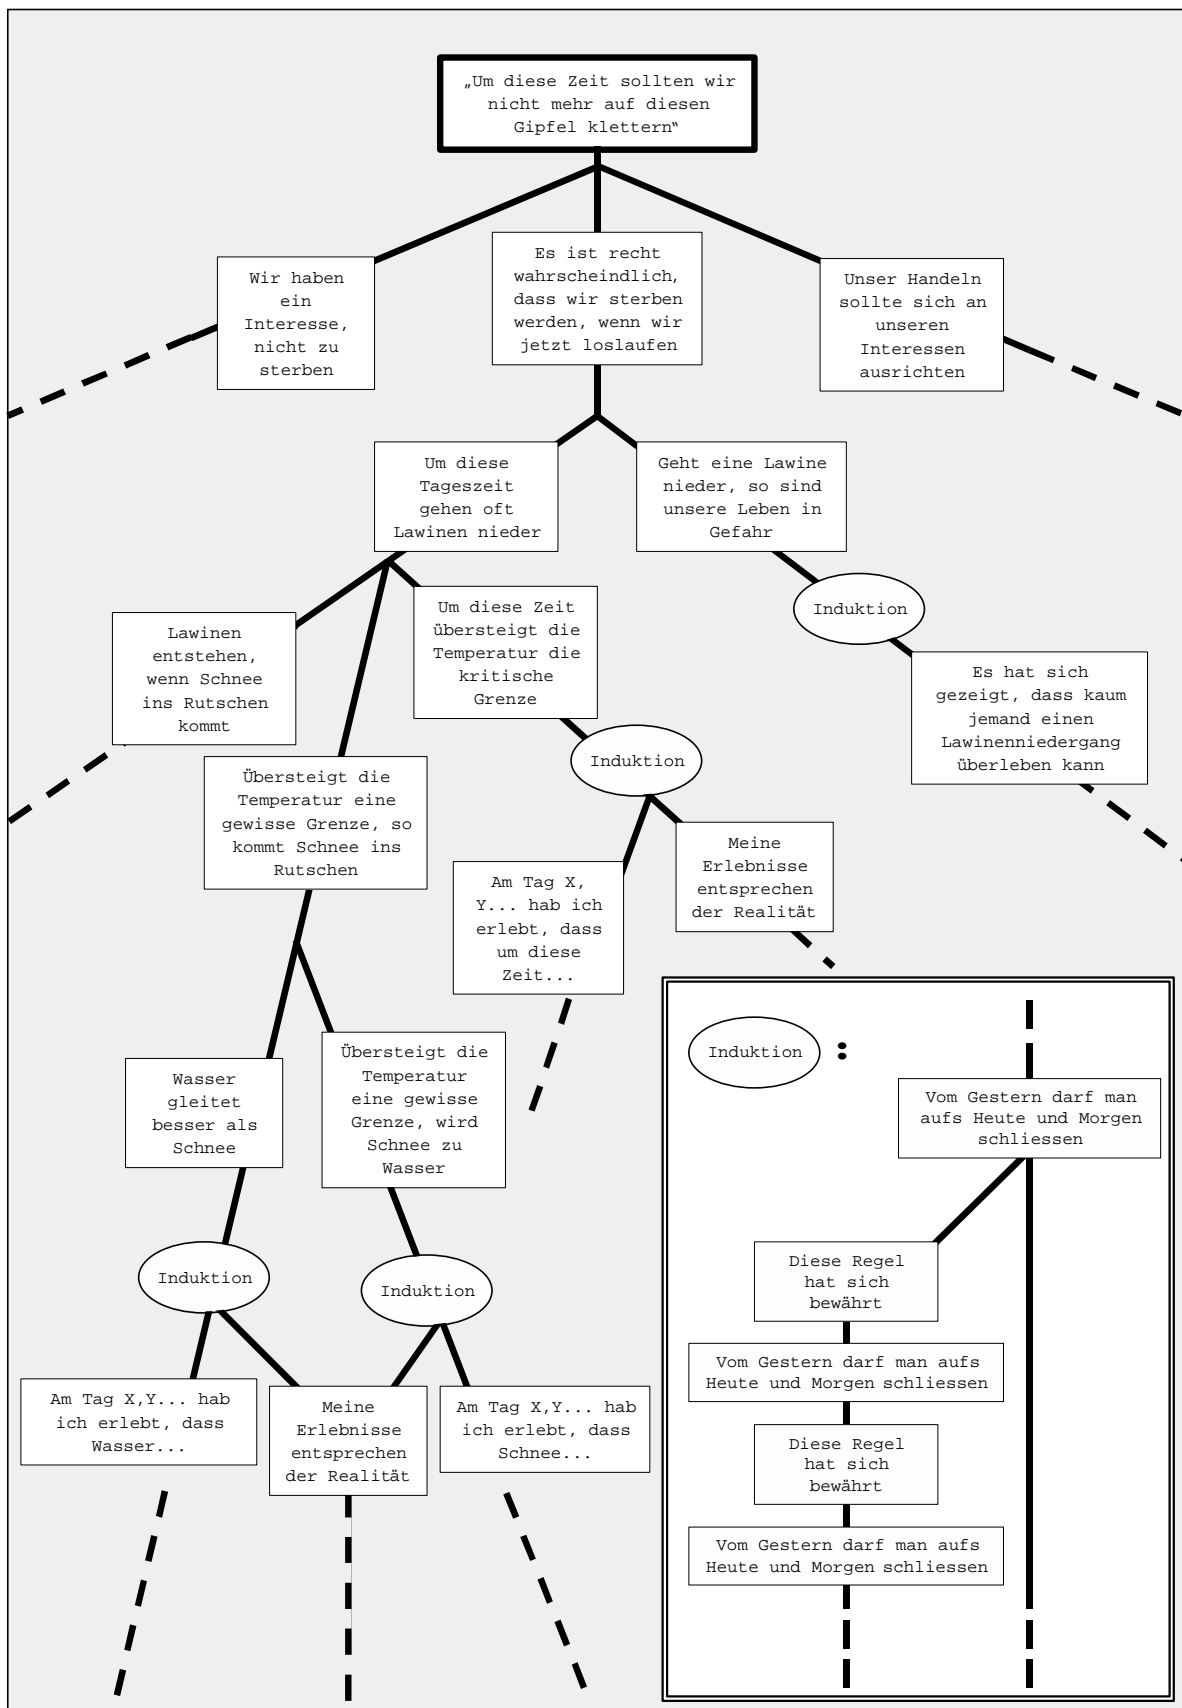 „Um diese Zeit sollten wir
nicht mehr auf diesen
Gipfel klettern“
Wir haben
ein
Interesse,
nicht zu
sterben
Es ist recht
wahrscheindlich,
dass wir sterben
werden, wenn wir
jetzt loslaufen
Unser Handeln
sollte sich an
unseren
Interessen
ausrichten
Um diese
Tageszeit
gehen oft
Lawinen nieder
Geht eine Lawine
nieder, so sind
unsere Leben in
Gefahr
Induktion
Lawinen
entstehen,
wenn Schnee
ins Rutschen
kommt
Um diese Zeit
übersteigt die
Temperatur die
kritische
Grenze
Es hat sich
gezeigt, dass kaum
jemand einen
Lawinenniedergang
überleben kann
Induktion
Übersteigt die
Temperatur eine
gewisse Grenze, so
kommt Schnee ins
Rutschen
Am Tag X,
Y... hab ich
erlebt, dass
um diese
Zeit...
Meine
Erlebnisse
entsprechen
der Realität
Wasser
gleitet
besser als
Schnee
Übersteigt die
Temperatur
eine gewisse
Grenze, wird
Schnee zu
Wasser
Induktion
Induktion
Am Tag X,Y... hab
ich erlebt, dass
Wasser...
Meine
Erlebnisse
entsprechen
der Realität
Am Tag X,Y... hab
ich erlebt, dass
Schnee...
Induktion :
Vom Gestern darf man
aufs Heute und Morgen
schliessen
Diese Regel
hat sich
bewährt
Vom Gestern darf man aufs
Heute und Morgen schliessen
Diese Regel
hat sich
bewährt
Vom Gestern darf man aufs
Heute und Morgen schliessen